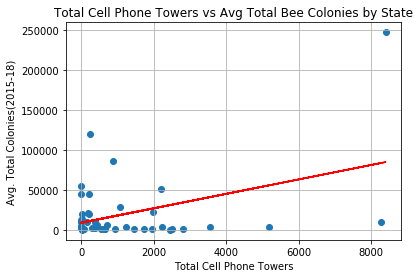 Total Cell Phone Towers vs Avg Total Bee Colonies by State
250000
200000
150000
100000
50000
0
Avg. Total Colonies(2015-18)
0 2000 4000 6000 8000
Total Cell Phone Towers